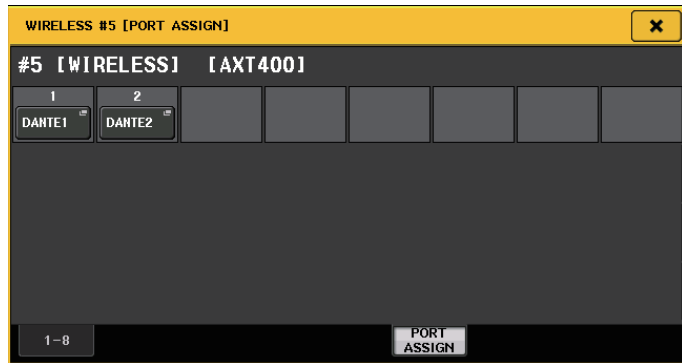 WIRELESS #5 [PORT ASSIGN]
#5 [WIRELESS] [AXT400]
1 2
DANTE1 DANTE2
1-8
PORT
ASSIGN